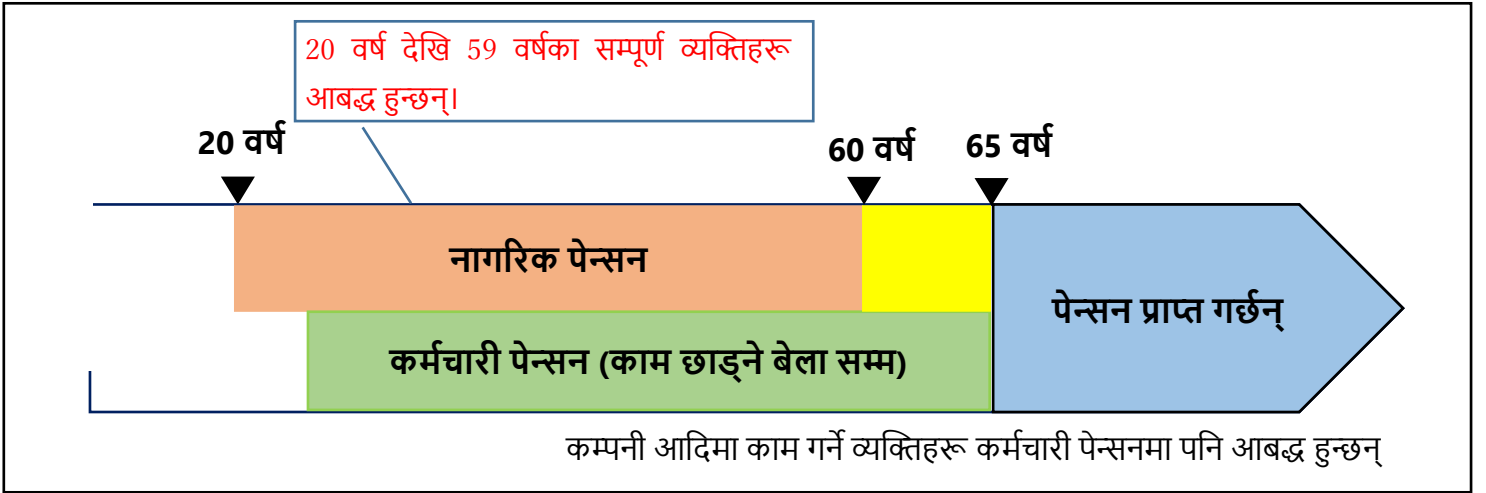 20 वर्ष देखि 59 वर्षका सम्पूर्ण व्यक्तिहरू
आबद्ध हुन्छन्।
20 वर्ष
60 वर्ष
65 वर्ष
नागरिक पेन्सन
पेन्सन प्राप्त गर्छन्
कर्मचारी पेन्सन (काम छाड्ने बेला सम्म)
कम्पनी आदिमा काम गर्ने व्यक्तिहरू कर्मचारी पेन्सनमा पनि आबद्ध हुन्छन्